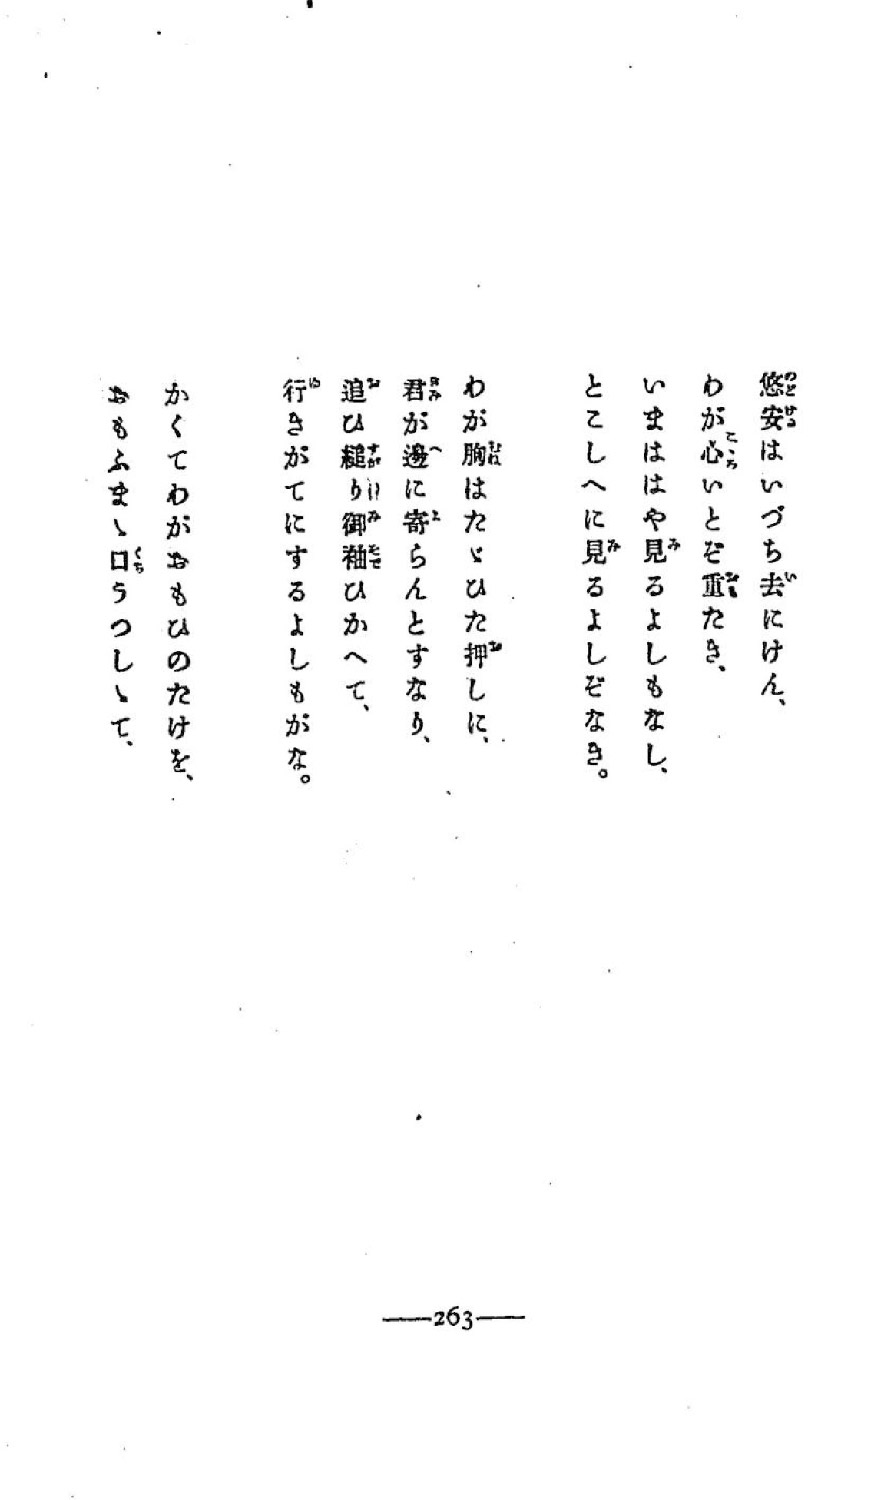 悠安はいづち去にけん、
わが心いとぞ重たき、
いまははや見るよしもなし、
とこしへに見るよしぞなき。
わが胸はたゞひた押しに、
君が邊に寄らんとすなり、
追ひ縋り御袖ひかへて、
行きがてにするよしもがな。
かくてわがおもひのたけを、
おもふまゝ口うつしゝて、
—263—